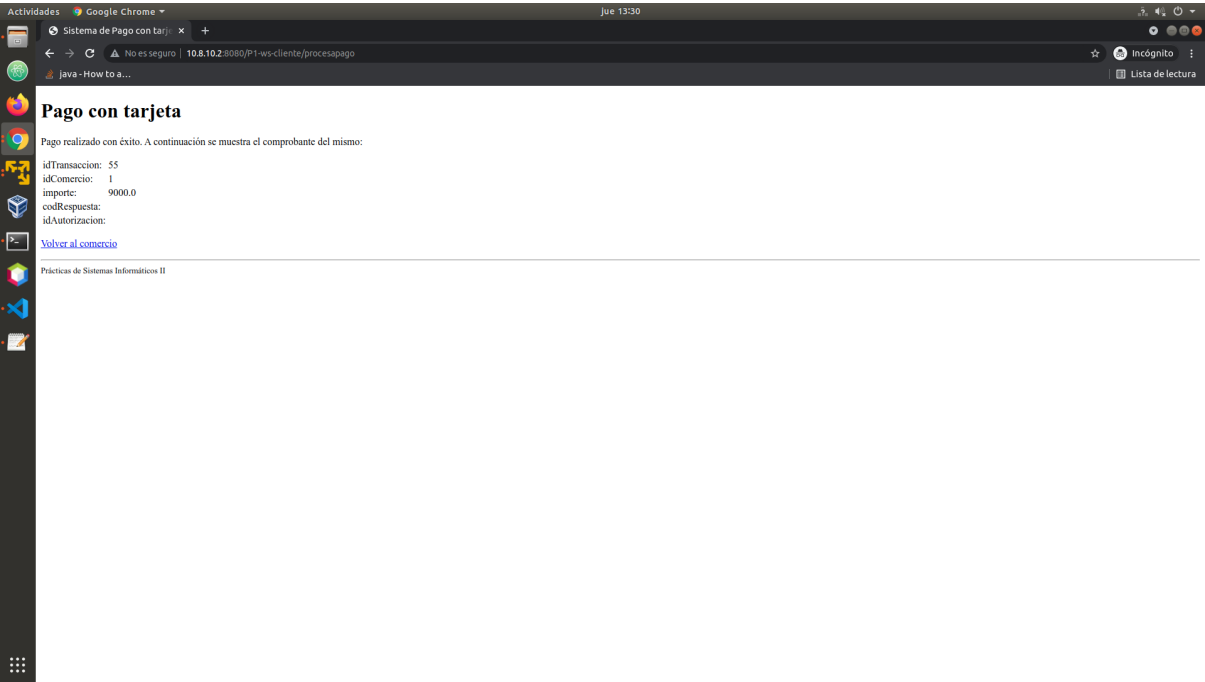 Actividades Google Chrome jue 13:30
Sistema de Pago con tarje
No es seguro 10.8.10.2:8080/P1-ws-cliente/procesapago Incógnito
java - How to a... Lista de lectura
Pago con tarjeta
Pago realizado con éxito. A continuación se muestra el comprobante del mismo:
idTransaccion: 55
idComercio: 1
importe: 9000.0
codRespuesta:
idAutorizacion:
Volver al comercio
Prácticas de Sistemas Informáticos II